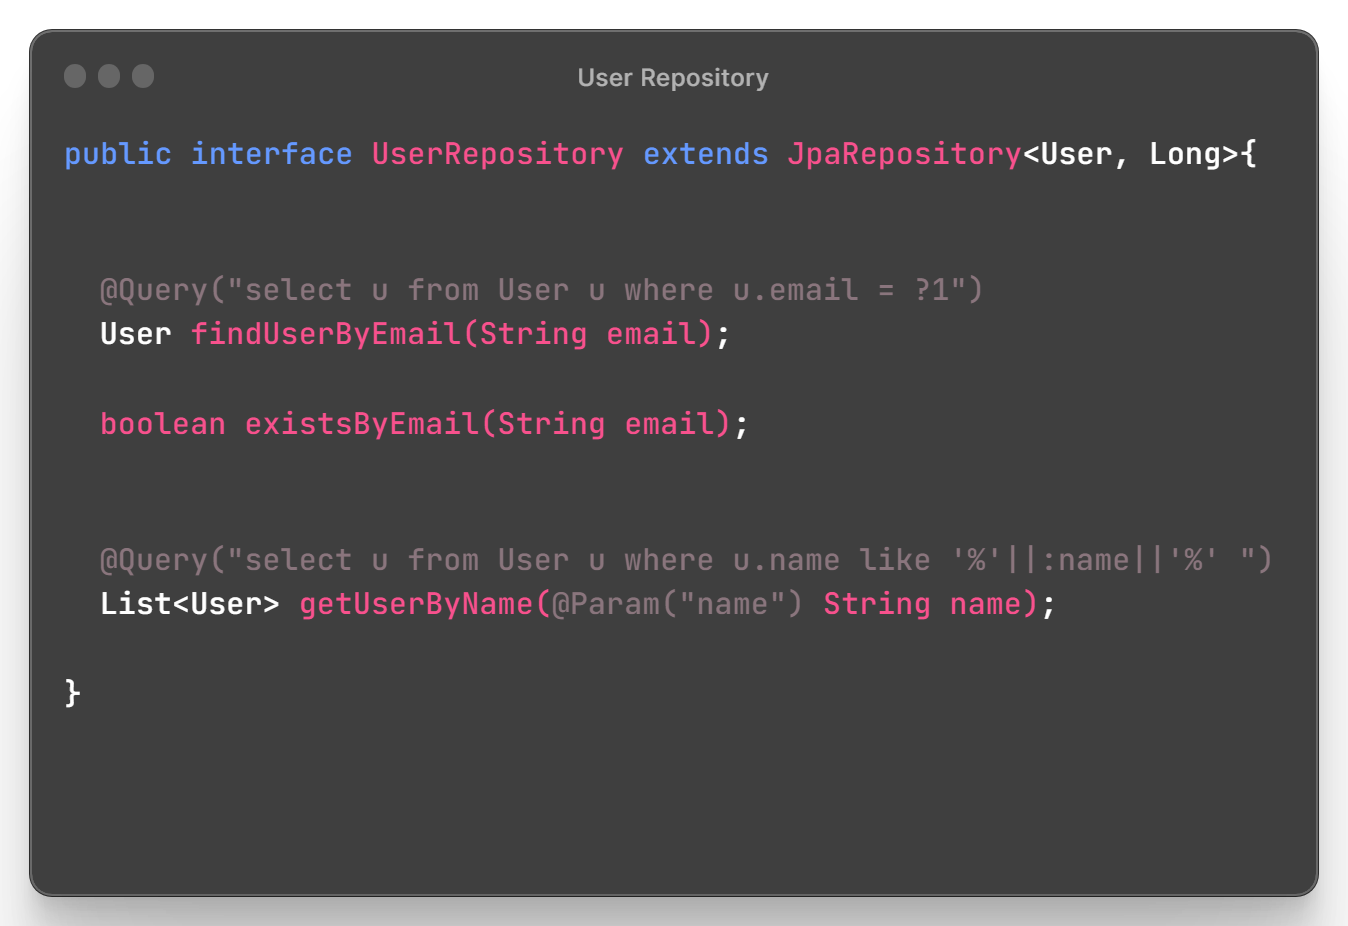 User Repository
public interface UserRepository extends JpaRepository<User, Long>{
@Query("select u from User u where u.email = ?1")
User findUserByEmail(String email);
boolean existsByEmail(String email);
@Query("select u from User u where u.name like '%'||:name||'%' ")
List<User> getUserByName(@Param("name") String name);
}